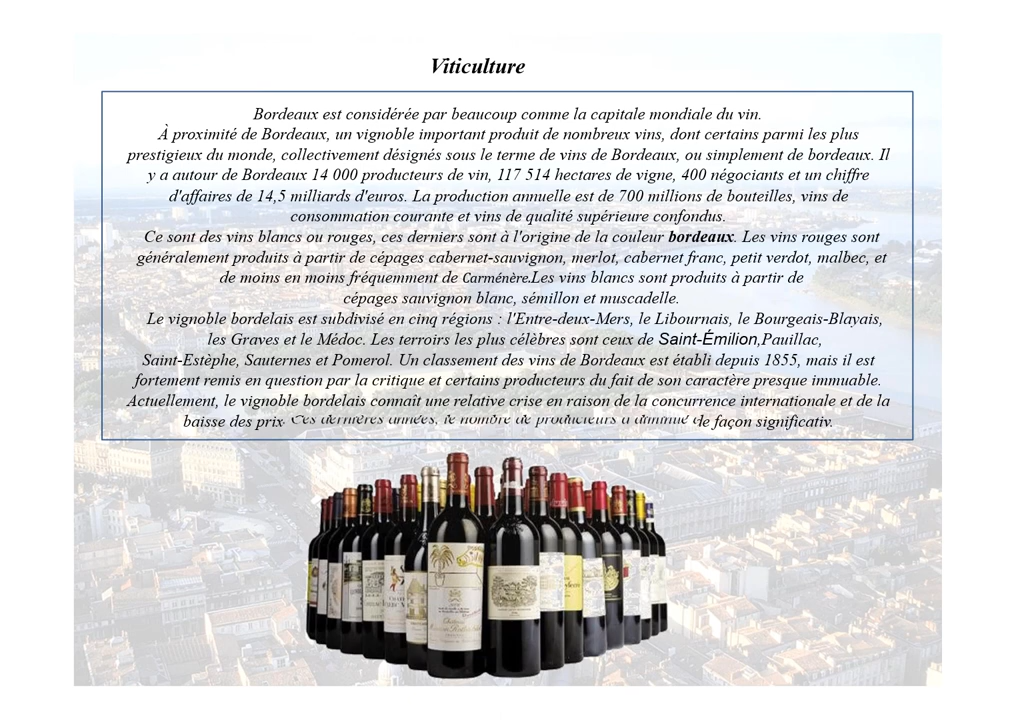 Viticulture
Bordeaux est considérée par beaucoup comme la capitale mondiale du vin.
À proximité de Bordeaux, un vignoble important produit de nombreux vins, dont certains parmi les plus
prestigieux du monde, collectivement désignés sous le terme de vins de Bordeaux, ou simplement de bordeaux. Il
y a autour de Bordeaux 14 000 producteurs de vin, 117 514 hectares de vigne, 400 négociants et un chiffre
d'affaires de 14,5 milliards d'euros. La production annuelle est de 700 millions de bouteilles, vins de
consommation courante et vins de qualité supérieure confondus.
Ce sont des vins blancs ou rouges, ces derniers sont à l'origine de la couleur bordeaux. Les vins rouges sont
généralement produits à partir de cépages cabernet-sauvignon, merlot, cabernet franc, petit verdot, malbec, et
de moins en moins fréquemment de Carménère.Les vins blancs sont produits à partir de
cépages sauvignon blanc, sémillon et muscadelle.
Le vignoble bordelais est subdivisé en cinq régions : l'Entre-deux-Mers, le Libournais, le Bourgeais-Blayais,
les Graves et le Médoc. Les terroirs les plus célèbres sont ceux de Saint-Émilion,Pauillac,
Saint-Estèphe, Sauternes et Pomerol. Un classement des vins de Bordeaux est établi depuis 1855, mais il est
fortement remis en question par la critique et certains producteurs du fait de son caractère presque immuable.
Actuellement, le vignoble bordelais connaît une relative crise en raison de la concurrence internationale et de la
baisse des prix. Ces dernières années, le nombre de producteurs a diminué de façon significativ.